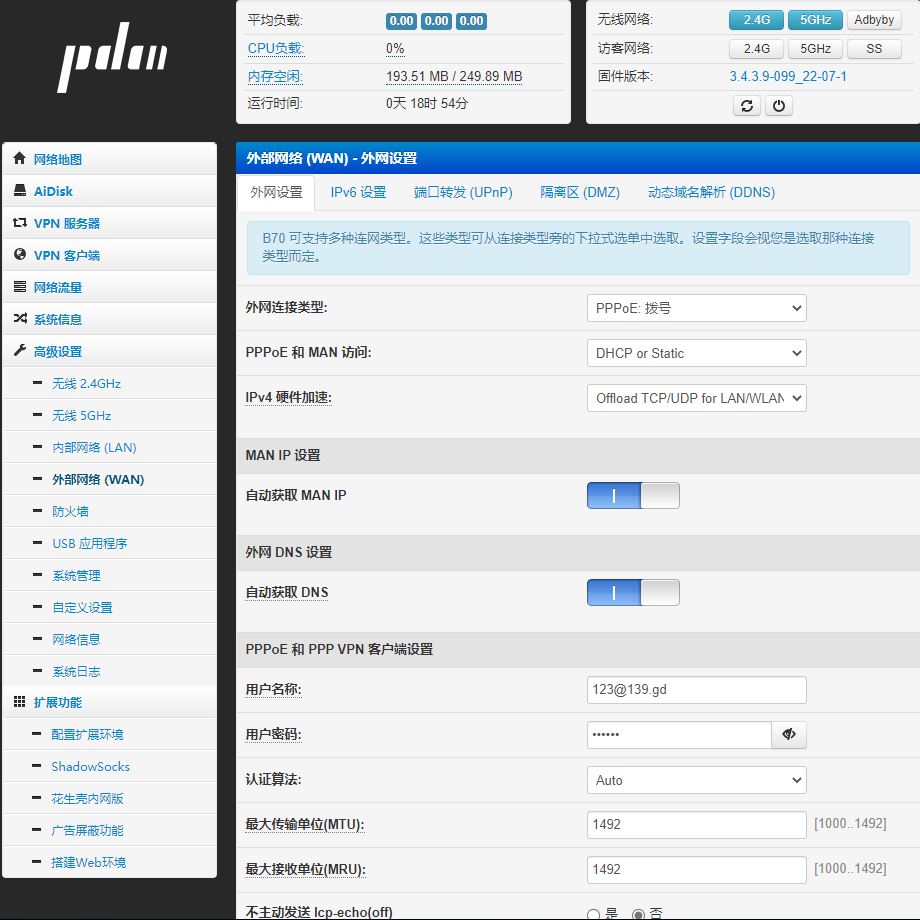 pdcn
平均负载: 0.00 0.00 0.00
CPU负载: 0%
内存空闲: 193.51 MB / 249.89 MB
运行时间: 0天 18时 54分
无线网络: 2.4G 5GHz Adbyby
访客网络: 2.4G 5GHz SS
固件版本: 3.4.3.9-099_22-07-1
网络地图
AiDisk
VPN 服务器
VPN 客户端
网络流量
系统信息
高级设置
无线 2.4GHz
无线 5GHz
内部网络 (LAN)
外部网络 (WAN)
防火墙
USB 应用程序
系统管理
自定义设置
网络信息
系统日志
扩展功能
配置扩展环境
ShadowSocks
花生壳内网版
广告屏蔽功能
搭建Web环境
外部网络 (WAN) - 外网设置
外网设置 IPv6 设置 端口转发 (UPnP) 隔离区 (DMZ) 动态域名解析 (DDNS)
B70 可支持多种连网类型。这些类型可从连接类型旁的下拉式选单中选取。设置字段会视您是选取那种连接
类型而定。
外网连接类型: PPPoE: 拨号
PPPoE 和 MAN 访问: DHCP or Static
IPv4 硬件加速: Offload TCP/UDP for LAN/WLAN
MAN IP 设置
自动获取 MAN IP
外网 DNS 设置
自动获取 DNS
PPPoE 和 PPP VPN 客户端设置
用户名称: 123@139.gd
用户密码: ••••••
认证算法: Auto
最大传输单位(MTU): 1492 [1000..1492]
最大接收单位(MRU): 1492 [1000..1492]
不主动发送 lcp-echo(off) 是 否